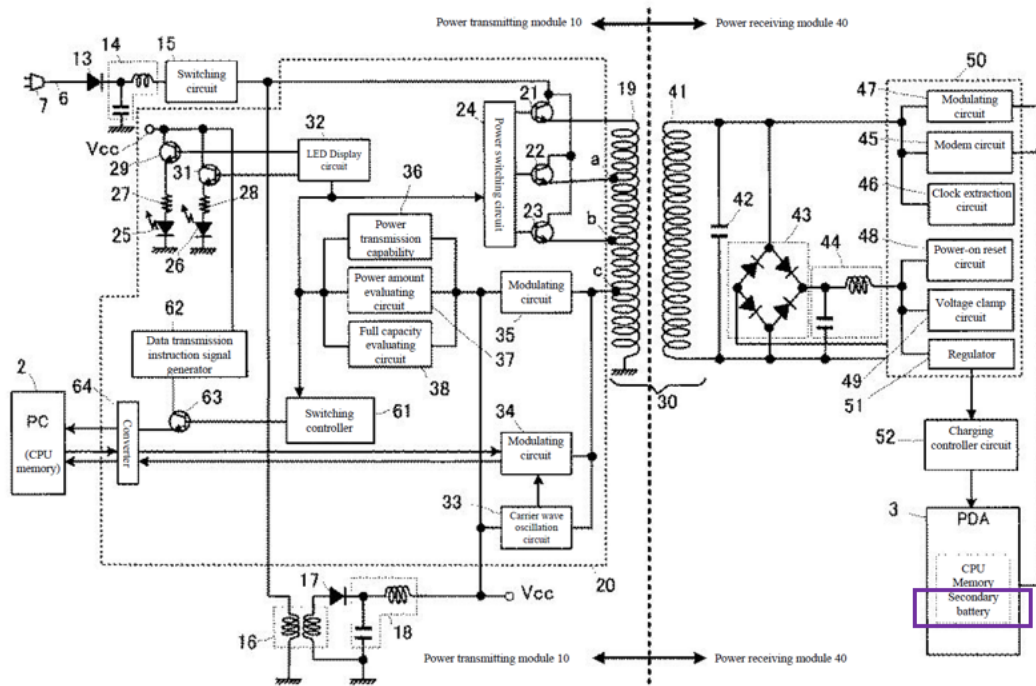 Power transmitting module 10
Power receiving module 40
13
14
15
Switching
circuit
7
6
Vcc
29
31
27
28
25
26
32
LED Display
circuit
24
Power switching circuit
21
22
23
19
41
a
b
c
36
Power
transmission
capability
Power amount
evaluating
circuit
37
Full capacity
evaluating
circuit
38
Modulating
circuit
35
42
43
44
50
47
Modulating
circuit
45
Modem circuit
46
Clock extraction
circuit
48
Power-on reset
circuit
Voltage clamp
circuit
49
Regulator
51
30
62
Data transmission
instruction signal
generator
2
PC
(CPU
memory)
64
Converter
63
Switching
controller
61
34
Modulating
circuit
33
Carrier wave
oscillation
circuit
20
52
Charging
controller circuit
3
PDA
CPU
Memory
Secondary
battery
16
17
18
Vcc
Power transmitting module 10
Power receiving module 40